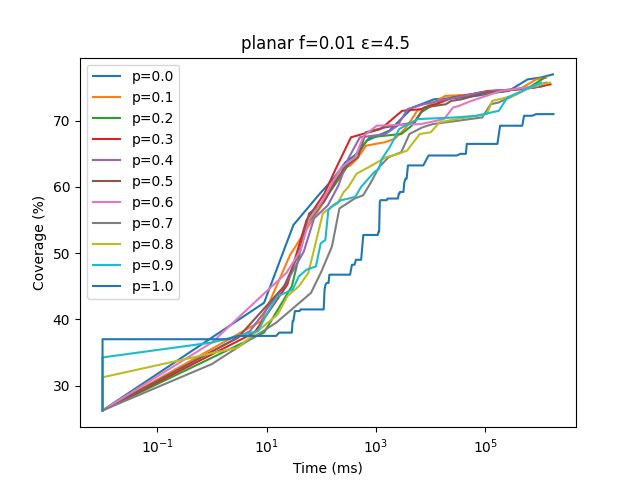 planar f=0.01 ε=4.5
p=0.0
p=0.1
p=0.2
p=0.3
p=0.4
p=0.5
p=0.6
p=0.7
p=0.8
p=0.9
p=1.0
Coverage (%)
70
60
50
40
30
10⁻¹ 10¹ 10³ 10⁵
Time (ms)